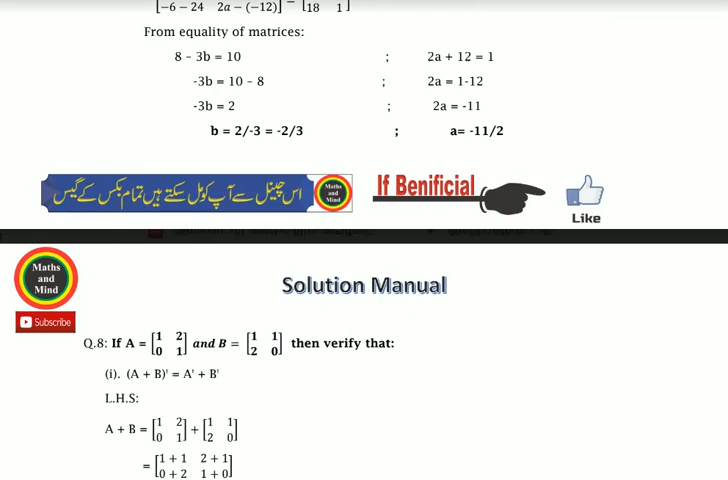 [-6 – 24   2a – (-12)] = [18   1]
From equality of matrices:
8 – 3b = 10   ;   2a + 12 = 1
-3b = 10 – 8   ;   2a = 1-12
-3b = 2   ;   2a = -11
b = 2/-3 = -2/3   ;   a= -11/2
اس چینل سے آپ کو مل سکتے ہیں تمام بکس کے گیس
Maths
and
Mind
If Benificial
Like
Maths
and
Mind
Solution Manual
Subscribe
Q.8: If A = [1 2 / 0 1] and B = [1 1 / 2 0] then verify that:
(i). (A + B)ᵗ = Aᵗ + Bᵗ
L.H.S:
A + B = [1 2 / 0 1] + [1 1 / 2 0]
= [1 + 1   2 + 1 / 0 + 2   1 + 0]